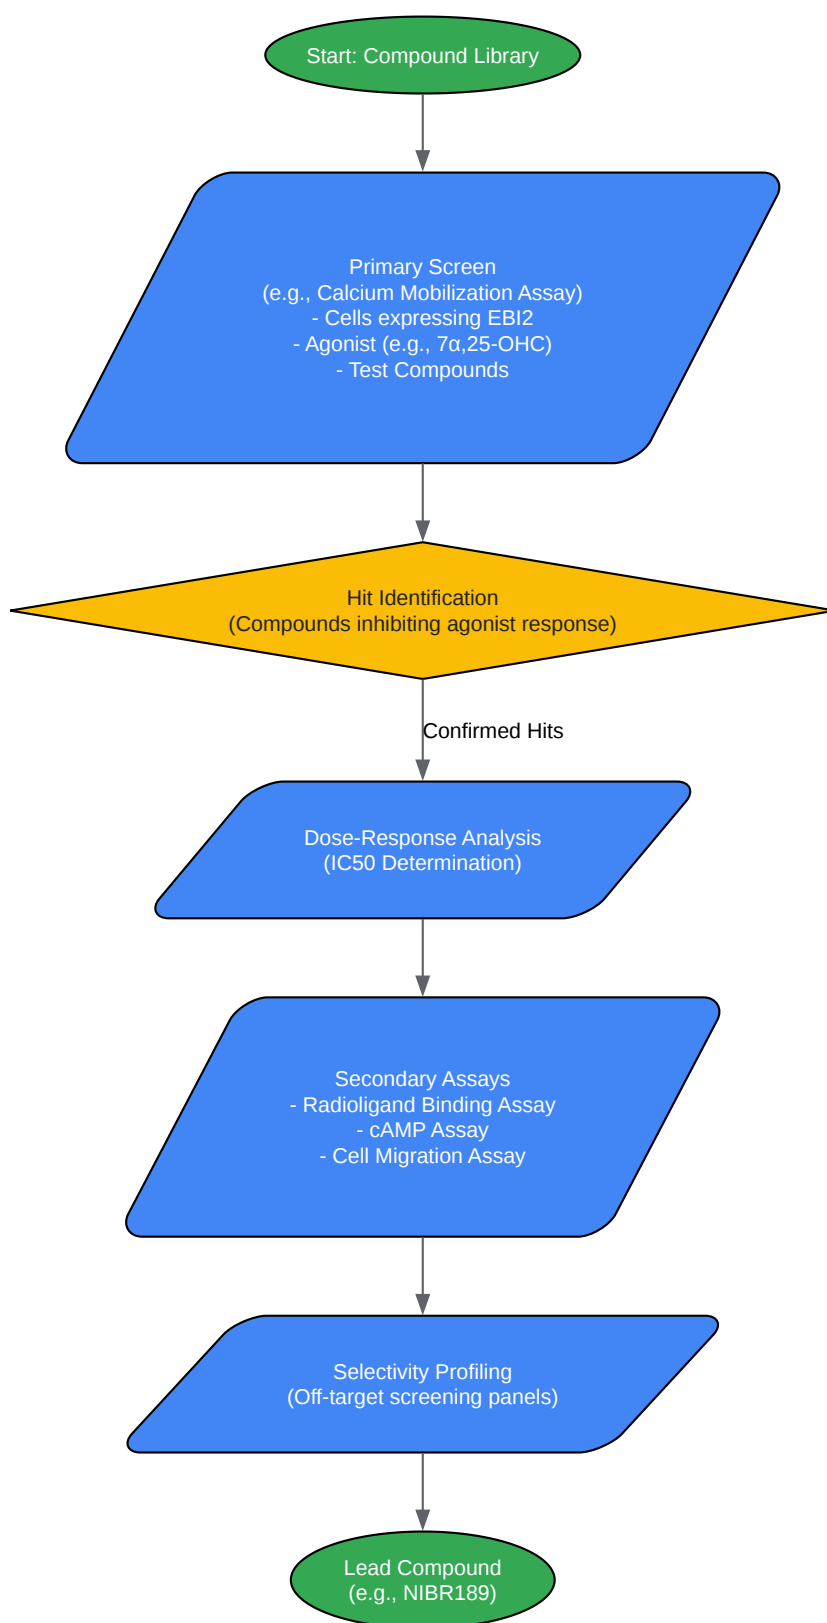 Start: Compound Library
Primary Screen
(e.g., Calcium Mobilization Assay)
- Cells expressing EBI2
- Agonist (e.g., 7α,25-OHC)
- Test Compounds
Hit Identification
(Compounds inhibiting agonist response)
Confirmed Hits
Dose-Response Analysis
(IC50 Determination)
Secondary Assays
- Radioligand Binding Assay
- cAMP Assay
- Cell Migration Assay
Selectivity Profiling
(Off-target screening panels)
Lead Compound
(e.g., NIBR189)